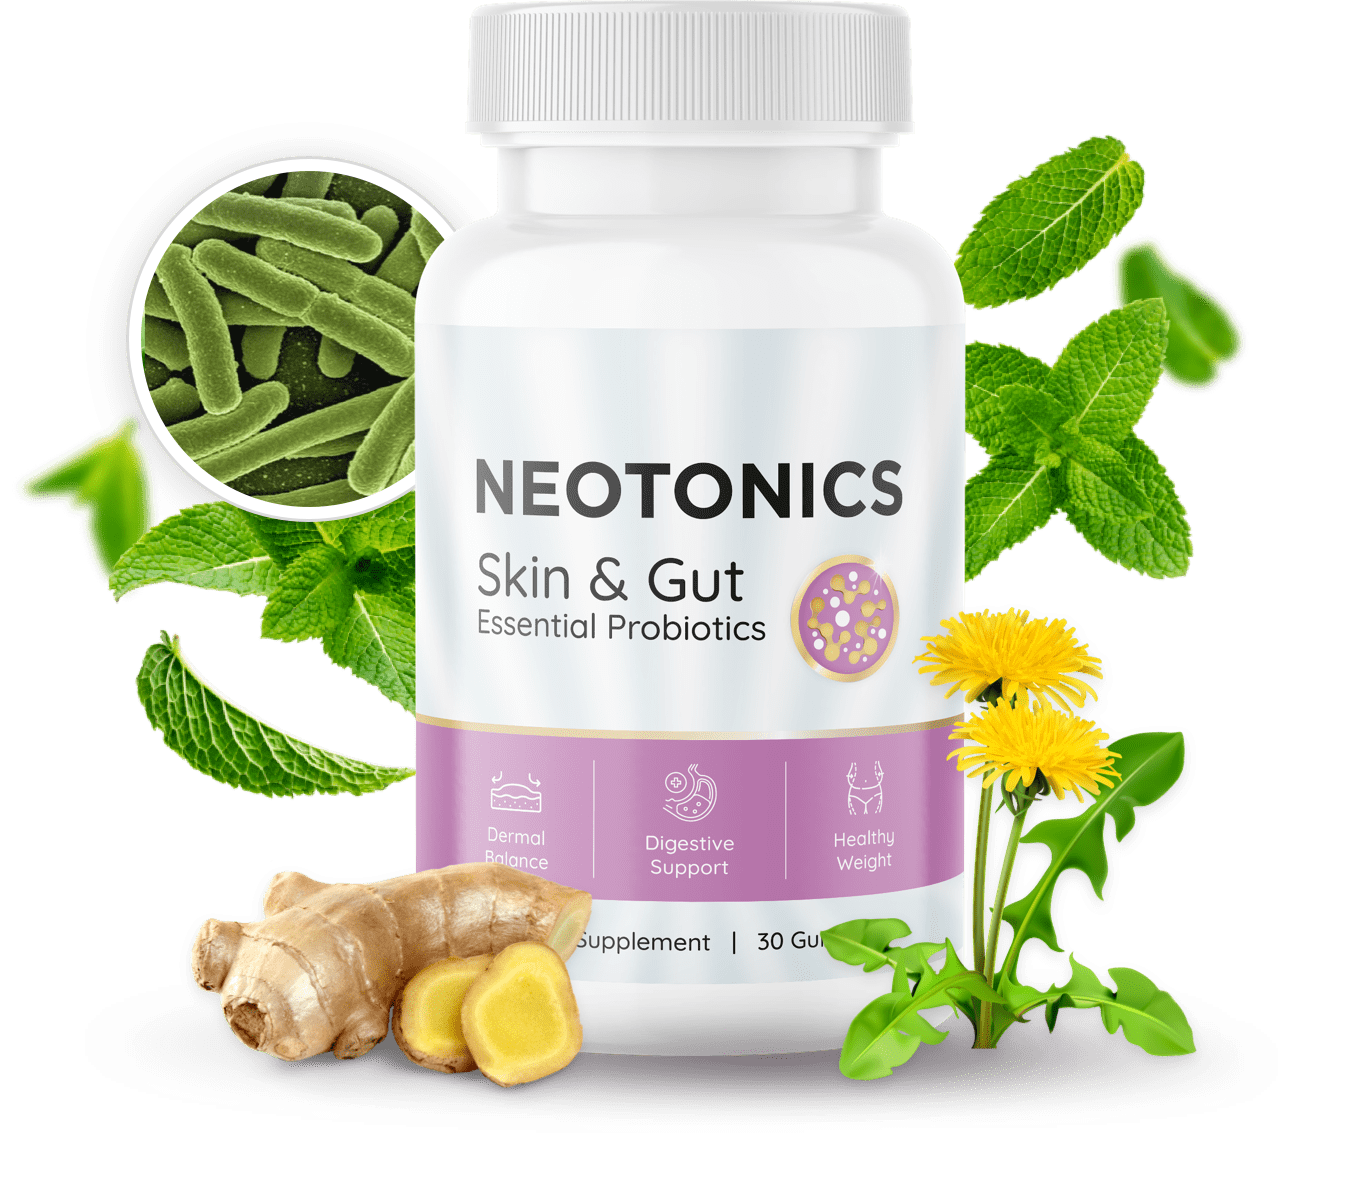 NEOTONICS
Skin & Gut
Essential Probiotics
Dermal
Balance
Digestive
Support
Healthy
Weight
Supplement | 30